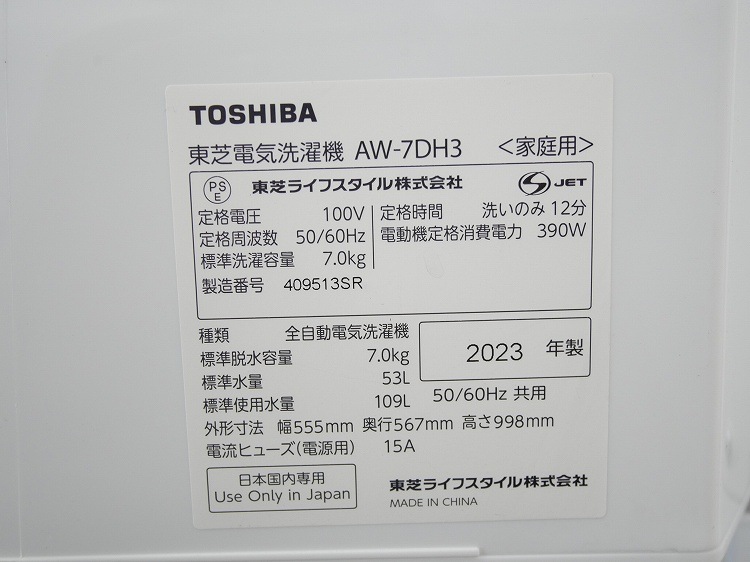 TOSHIBA
東芝電気洗濯機 AW-7DH3 <家庭用>
PS
E
東芝ライフスタイル株式会社
S JET
定格電圧 100V
定格周波数 50/60Hz
標準洗濯容量 7.0kg
定格時間 洗いのみ 12分
電動機定格消費電力 390W
製造番号 409513SR
種類 全自動電気洗濯機
標準脱水容量 7.0kg
標準水量 53L
標準使用水量 109L
2023 年製
50/60Hz 共用
外形寸法 幅555mm 奥行567mm 高さ998mm
電流ヒューズ(電源用) 15A
日本国内専用
Use Only in Japan
東芝ライフスタイル株式会社
MADE IN CHINA